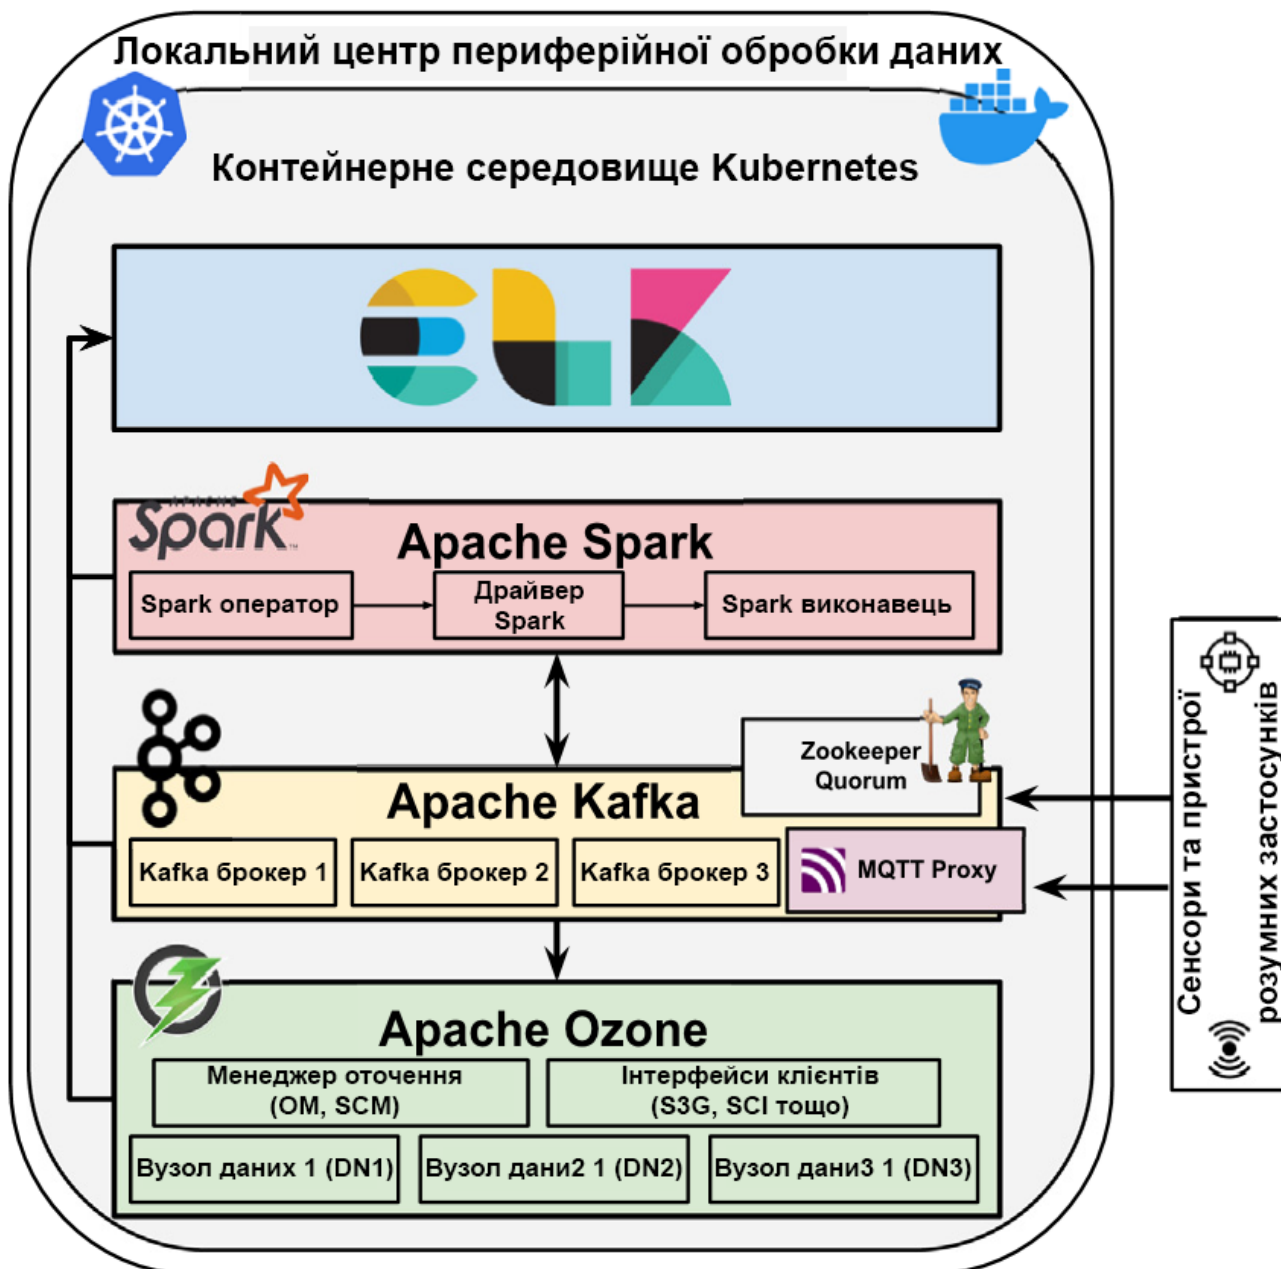 Локальний центр периферійної обробки даних
Контейнерне середовище Kubernetes
ELK
APACHE
Spark
Apache Spark
Spark оператор
Драйвер
Spark
Spark виконавець
Zookeeper
Quorum
Apache Kafka
Kafka брокер 1
Kafka брокер 2
Kafka брокер 3
MQTT Proxy
Apache Ozone
Менеджер оточення
(OM, SCM)
Інтерфейси клієнтів
(S3G, SCI тощо)
Вузол даних 1 (DN1)
Вузол дани2 1 (DN2)
Вузол дани3 1 (DN3)
Сенсори та пристрої
розумних застосунків